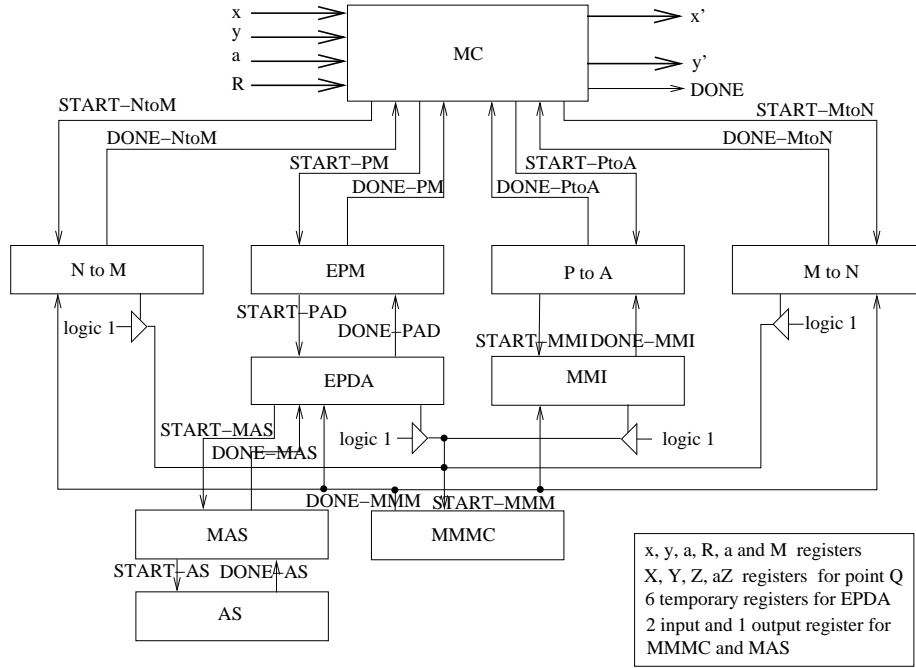 x
y
a
R
MC
x'
y'
DONE
START–NtoM
DONE–NtoM
START–PM
DONE–PM
START–PtoA
DONE–PtoA
START–MtoN
DONE–MtoN
N to M
EPM
P to A
M to N
logic 1
START–PAD
DONE–PAD
START–MMI
DONE–MMI
logic 1
EPDA
MMI
START–MAS
DONE–MAS
logic 1
logic 1
DONE–MMM
START–MMM
MAS
MMMC
START–AS
DONE–AS
AS
x, y, a, R, a and M registers
X, Y, Z, aZ registers for point Q
6 temporary registers for EPDA
2 input and 1 output register for
MMMC and MAS